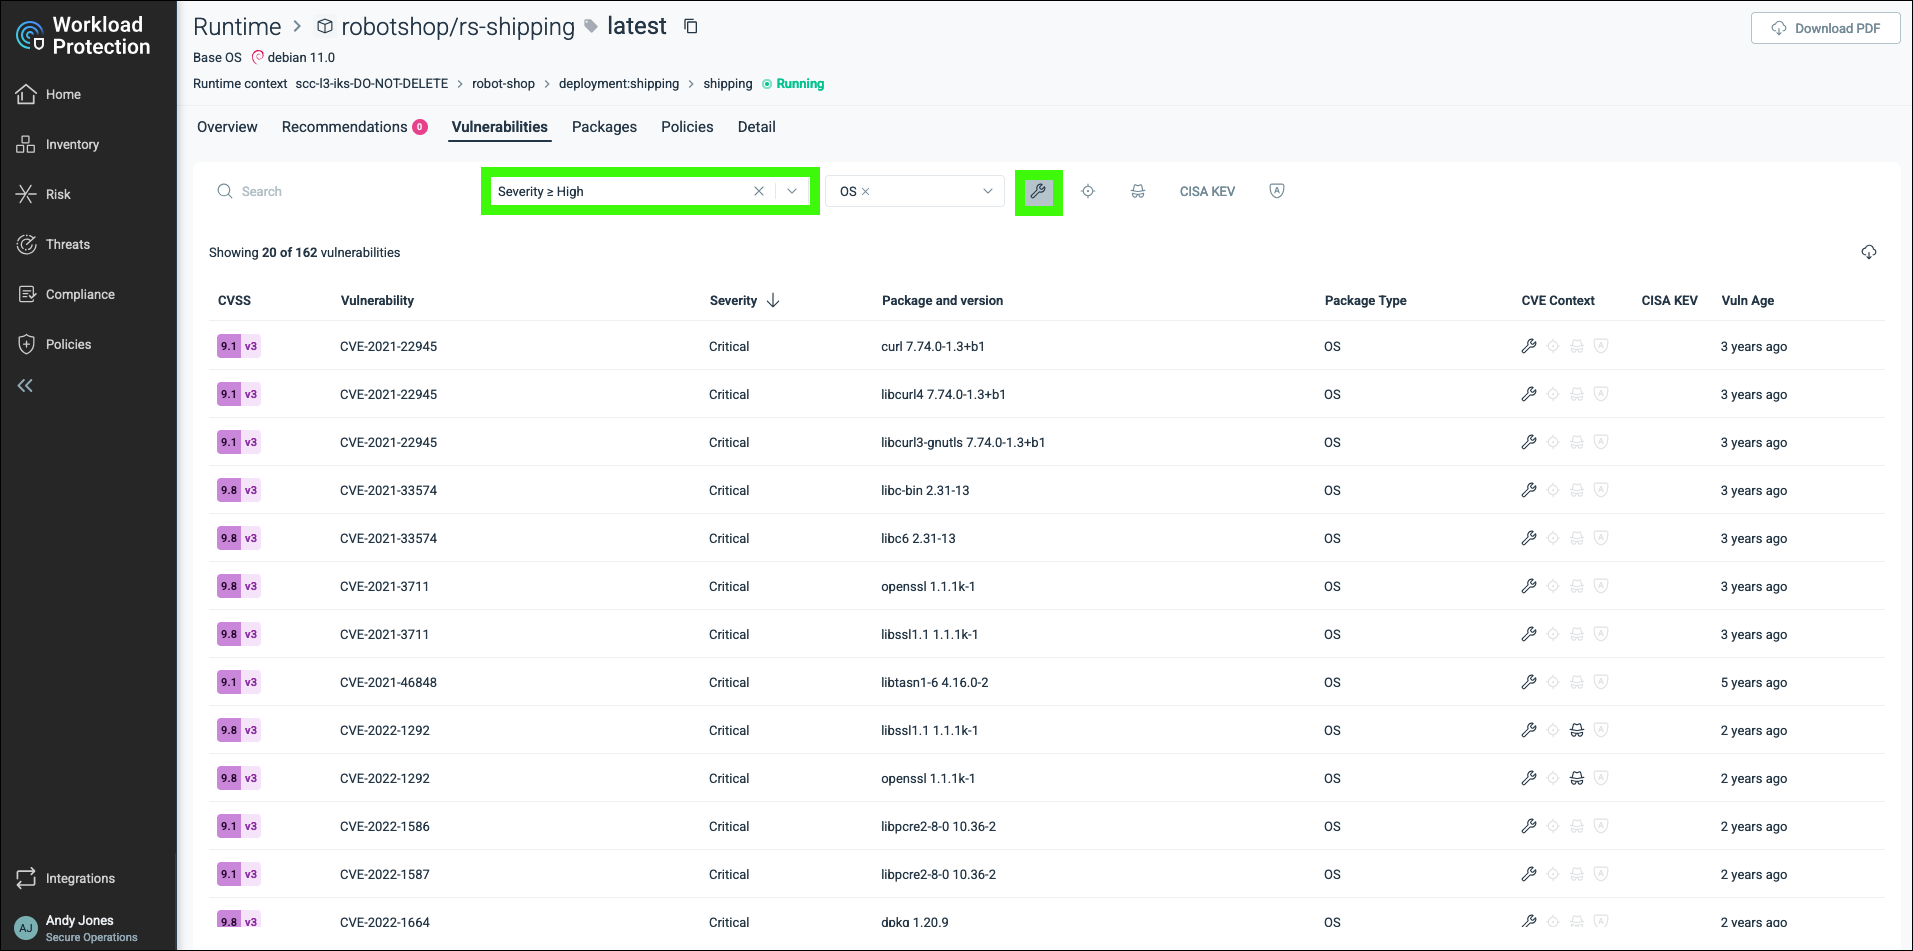 Workload
Protection
Home
Inventory
Risk
Threats
Compliance
Policies
Integrations
AJ
Andy Jones
Secure Operations
Runtime > robotshop/rs-shipping latest
Download PDF
Base OS debian 11.0
Runtime context scc-l3-iks-DO-NOT-DELETE > robot-shop > deployment:shipping > shipping Running
Overview Recommendations 0 Vulnerabilities Packages Policies Detail
Search Severity ≥ High OS CISA KEV A
Showing 20 of 162 vulnerabilities
CVSS Vulnerability Severity Package and version Package Type CVE Context CISA KEV Vuln Age
9.1 v3 CVE-2021-22945 Critical curl 7.74.0-1.3+b1 OS A 3 years ago
9.1 v3 CVE-2021-22945 Critical libcurl4 7.74.0-1.3+b1 OS A 3 years ago
9.1 v3 CVE-2021-22945 Critical libcurl3-gnutls 7.74.0-1.3+b1 OS A 3 years ago
9.8 v3 CVE-2021-33574 Critical libc-bin 2.31-13 OS A 3 years ago
9.8 v3 CVE-2021-33574 Critical libc6 2.31-13 OS A 3 years ago
9.8 v3 CVE-2021-3711 Critical openssl 1.1.1k-1 OS A 3 years ago
9.8 v3 CVE-2021-3711 Critical libssl1.1 1.1.1k-1 OS A 3 years ago
9.1 v3 CVE-2021-46848 Critical libtasn1-6 4.16.0-2 OS A 5 years ago
9.8 v3 CVE-2022-1292 Critical libssl1.1 1.1.1k-1 OS A 2 years ago
9.8 v3 CVE-2022-1292 Critical openssl 1.1.1k-1 OS A 2 years ago
9.1 v3 CVE-2022-1586 Critical libpcre2-8-0 10.36-2 OS A 2 years ago
9.1 v3 CVE-2022-1587 Critical libpcre2-8-0 10.36-2 OS A 2 years ago
9.8 v3 CVE-2022-1664 Critical dpkg 1.20.9 OS A 2 years ago